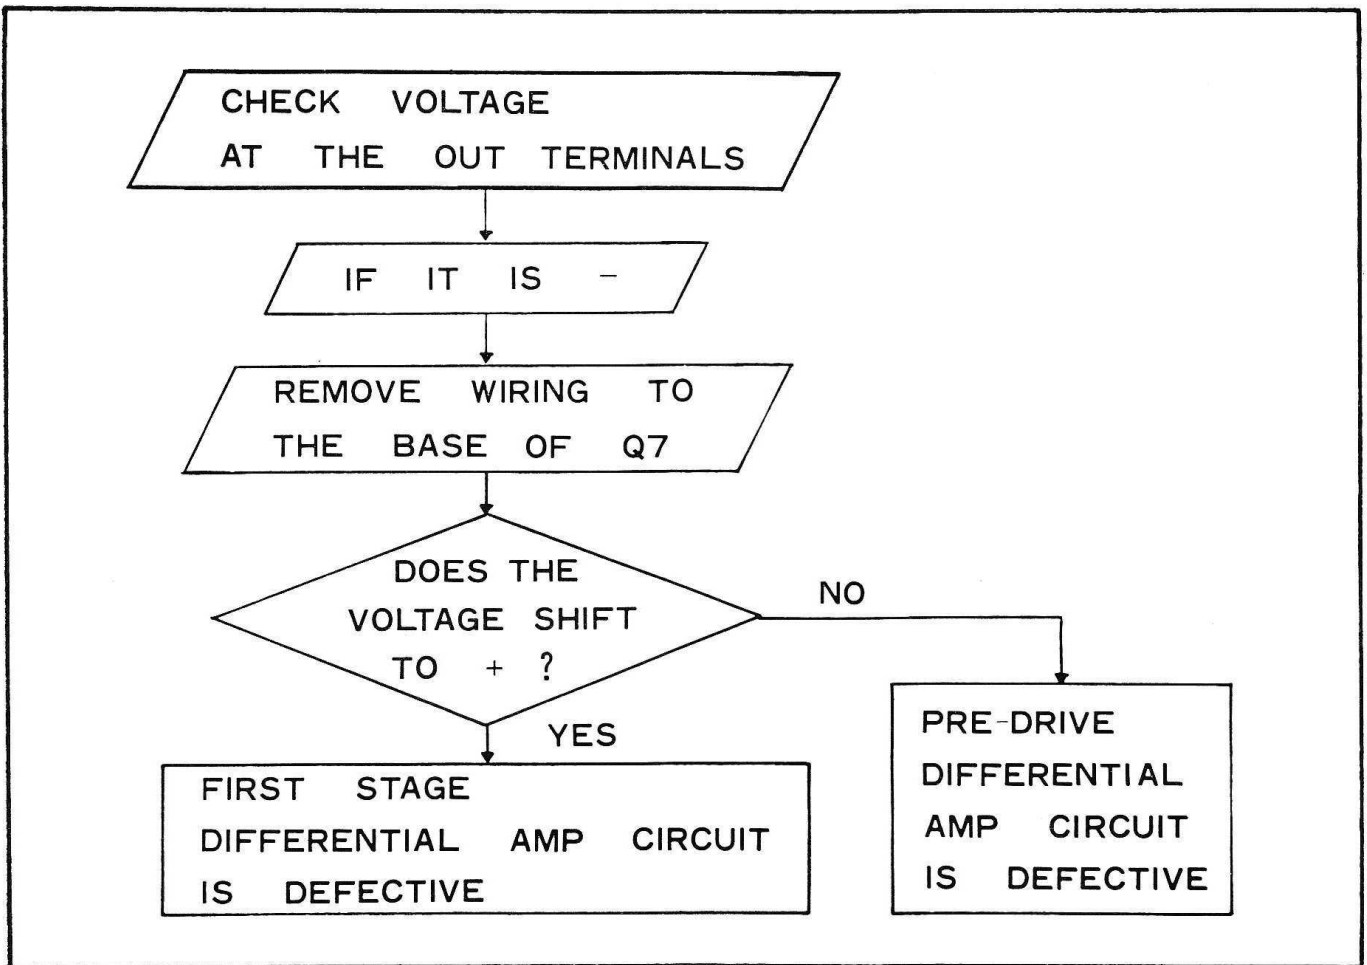 CHECK VOLTAGE
AT THE OUT TERMINALS
IF IT IS -
REMOVE WIRING TO
THE BASE OF Q7
DOES THE
VOLTAGE SHIFT
TO + ?
NO
YES
FIRST STAGE
DIFFERENTIAL AMP CIRCUIT
IS DEFECTIVE
PRE-DRIVE
DIFFERENTIAL
AMP CIRCUIT
IS DEFECTIVE